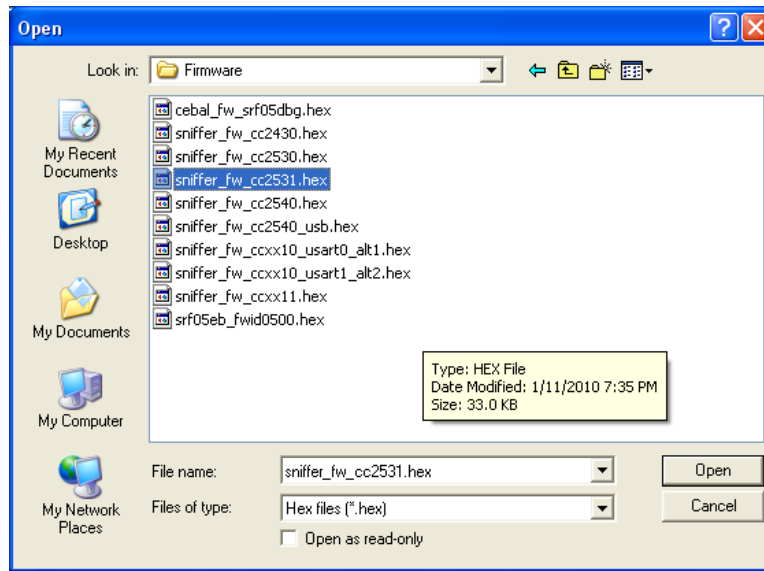 Open
Look in:
Firmware
My Recent
Documents
Desktop
My Documents
My Computer
My Network
Places
cebal_fw_srf05dbg.hex
sniffer_fw_cc2430.hex
sniffer_fw_cc2530.hex
sniffer_fw_cc2531.hex
sniffer_fw_cc2540.hex
sniffer_fw_cc2540_usb.hex
sniffer_fw_ccxx10_usart0_alt1.hex
sniffer_fw_ccxx10_usart1_alt2.hex
sniffer_fw_ccxx11.hex
srf05eb_fwid0500.hex
Type: HEX File
Date Modified: 1/11/2010 7:35 PM
Size: 33.0 KB
File name:
sniffer_fw_cc2531.hex
Open
Files of type:
Hex files (*.hex)
Cancel
Open as read-only